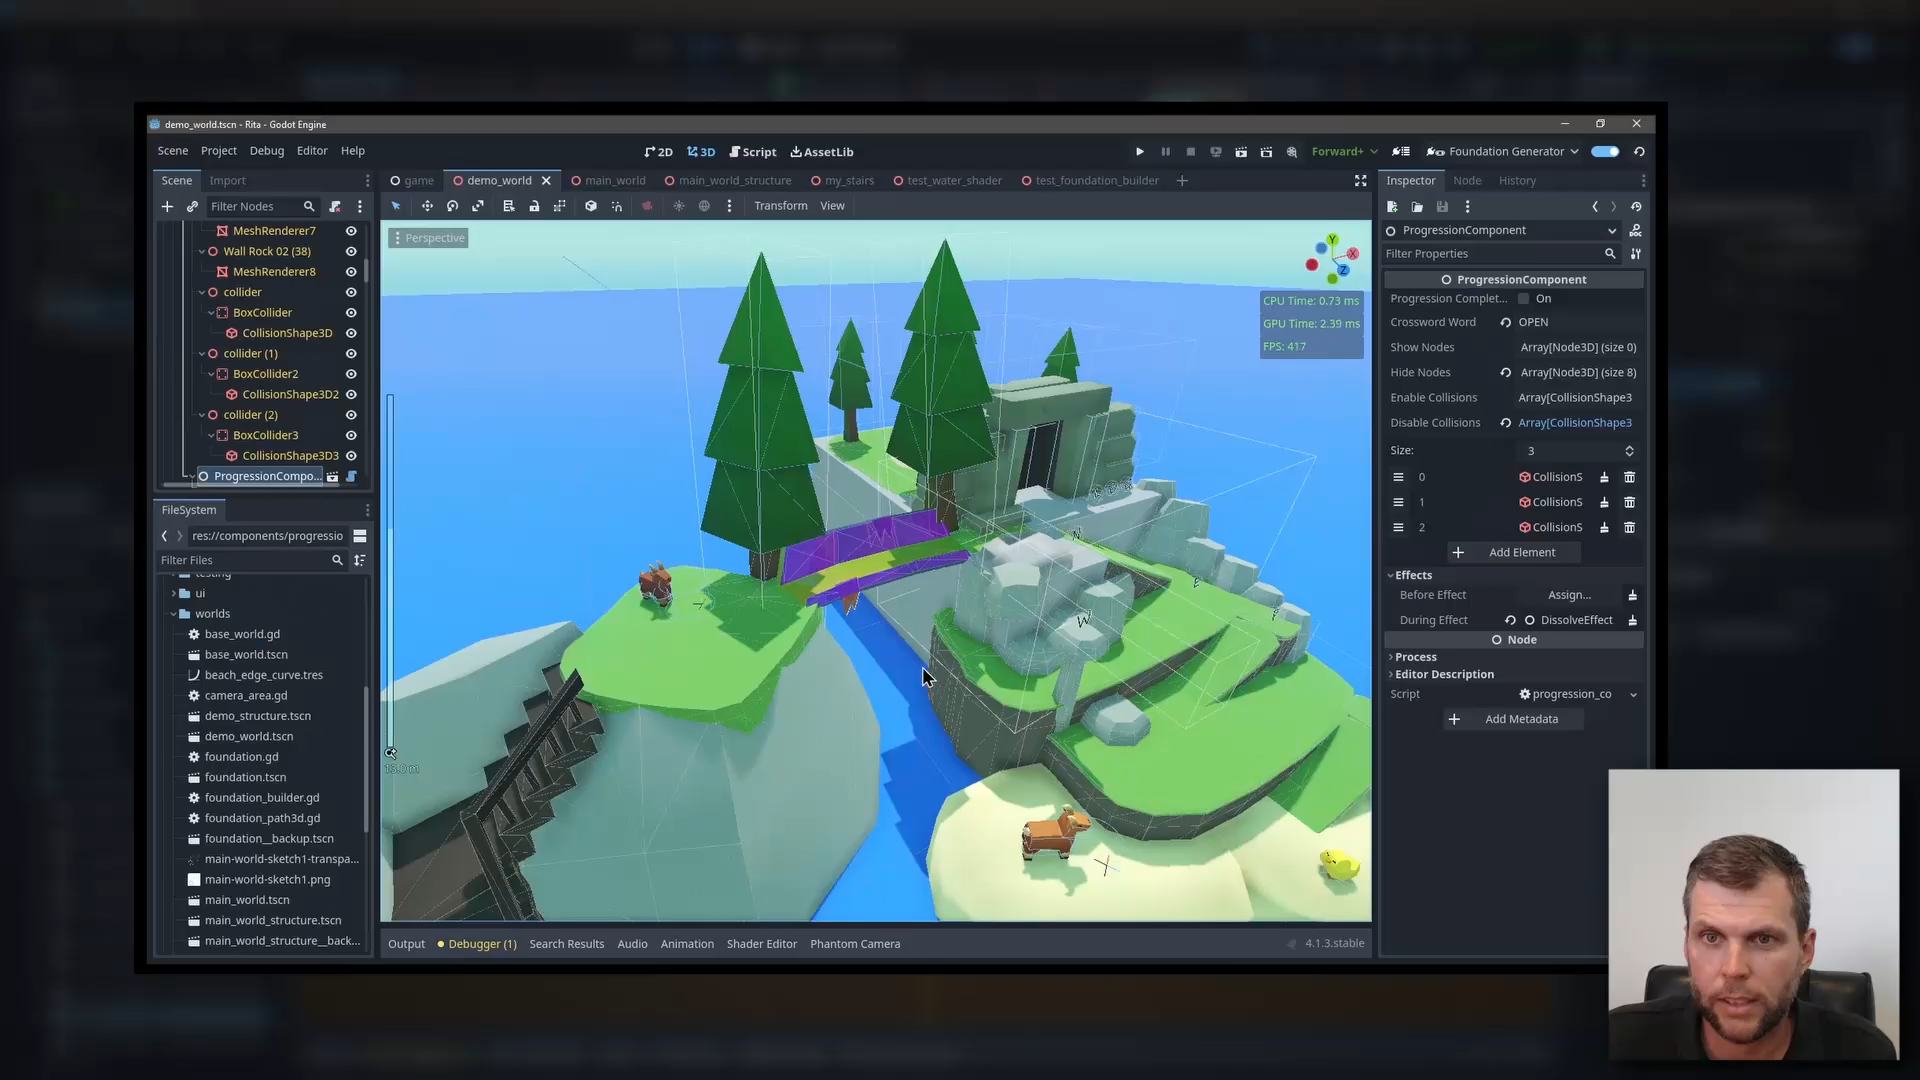 demo_world.tscn - Rita - Godot Engine
Scene Project Debug Editor Help
2D 3D Script AssetLib
Forward+ Foundation Generator
Scene Import
game demo_world main_world main_world_structure my_stairs test_water_shader test_foundation_builder
Inspector Node History
Filter Nodes
Transform View
MeshRenderer7
Wall Rock 02 (38)
MeshRenderer8
collider
BoxCollider
CollisionShape3D
collider (1)
BoxCollider2
CollisionShape3D2
collider (2)
BoxCollider3
CollisionShape3D3
ProgressionCompo...
FileSystem
res://components/progressio
Filter Files
testing
ui
worlds
base_world.gd
base_world.tscn
beach_edge_curve.tres
camera_area.gd
demo_structure.tscn
demo_world.tscn
foundation.gd
foundation.tscn
foundation_builder.gd
foundation_path3d.gd
foundation__backup.tscn
main-world-sketch1-transpa...
main-world-sketch1.png
main_world.tscn
main_world_structure.tscn
main_world_structure__back...
Perspective
Y
X
Z
CPU Time: 0.73 ms
GPU Time: 2.39 ms
FPS: 417
N
W
E
Output Debugger (1) Search Results Audio Animation Shader Editor Phantom Camera
4.1.3.stable
ProgressionComponent
Filter Properties
ProgressionComponent
Progression Complet... On
Crossword Word OPEN
Show Nodes Array[Node3D] (size 0)
Hide Nodes Array[Node3D] (size 8)
Enable Collisions Array[CollisionShape3
Disable Collisions Array[CollisionShape3
Size: 3
0 CollisionS
1 CollisionS
2 CollisionS
Add Element
Effects
Before Effect Assign...
During Effect DissolveEffect
Node
Process
Editor Description
Script progression_co
Add Metadata